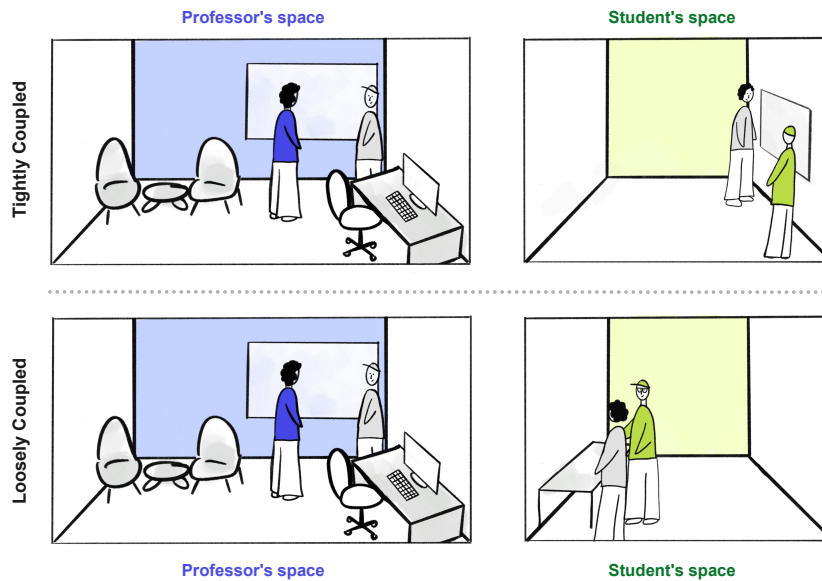 Professor's space
Student's space
Tightly Coupled
Loosely Coupled
Professor's space
Student's space